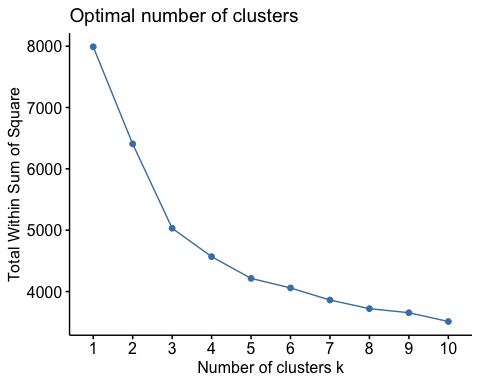 Optimal number of clusters
Total Within Sum of Square
8000
7000
6000
5000
4000
1 2 3 4 5 6 7 8 9 10
Number of clusters k